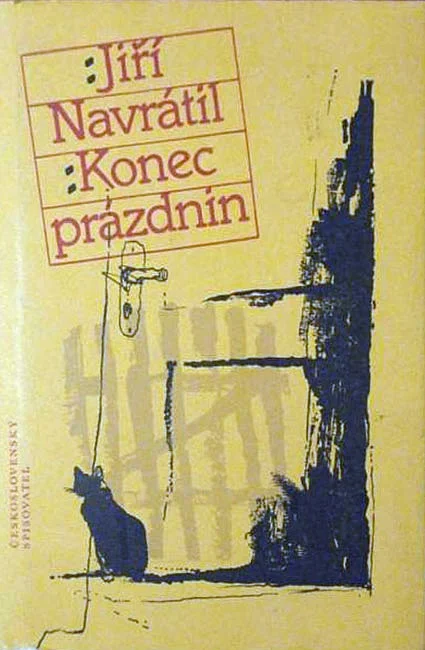 :Jiří
Navrátil
:Konec
prázdnin
ČESKOSLOVENSKÝ
SPISOVATEL